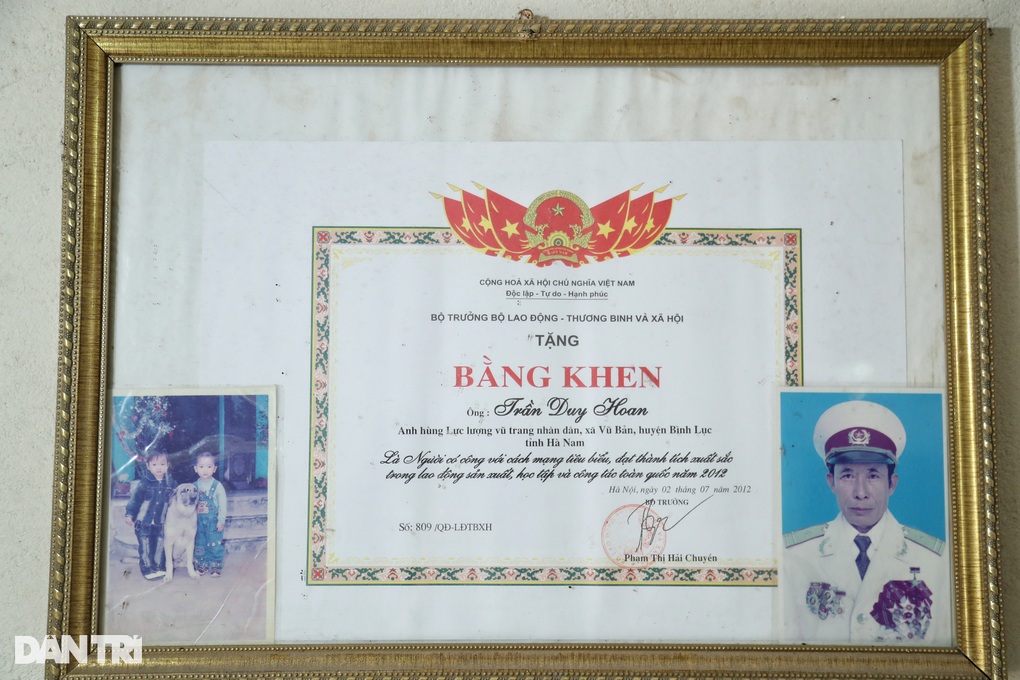 CỘNG HOÀ XÃ HỘI CHỦ NGHĨA VIỆT NAM
Độc lập - Tự do - Hạnh phúc
BỘ TRƯỞNG BỘ LAO ĐỘNG - THƯƠNG BINH VÀ XÃ HỘI
TẶNG
BẰNG KHEN
Ông : Trần Duy Hoan
Anh hùng Lực lượng vũ trang nhân dân, xã Vũ Bản, huyện Bình Lục
tỉnh Hà Nam
Là Người có công với cách mạng tiêu biểu, đạt thành tích xuất sắc
trong lao động sản xuất, học tập và công tác toàn quốc năm 2012
Hà Nội, ngày 02 tháng 07 năm 2012
BỘ TRƯỞNG
Số: 809 /QĐ-LĐTBXH
Phạm Thị Hải Chuyền
DÂN TRÍ